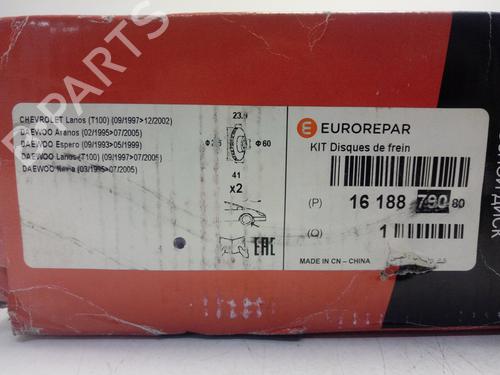 CHEVROLET Lanos (T100) (09/1997>12/2002)
DAEWOO Aranos (02/1995>07/2005)
DAEWOO Espero (09/1993>05/1999)
DAEWOO Lanos (T100) (09/1997>07/2005)
DAEWOO Nexia (03/1995>07/2005)
Φ60
41
x2
EAC
EUROREPAR
KIT Disques de frein
(P) 16 188 790 80
(Q) 1
MADE IN CN – CHINA
B-PARTS